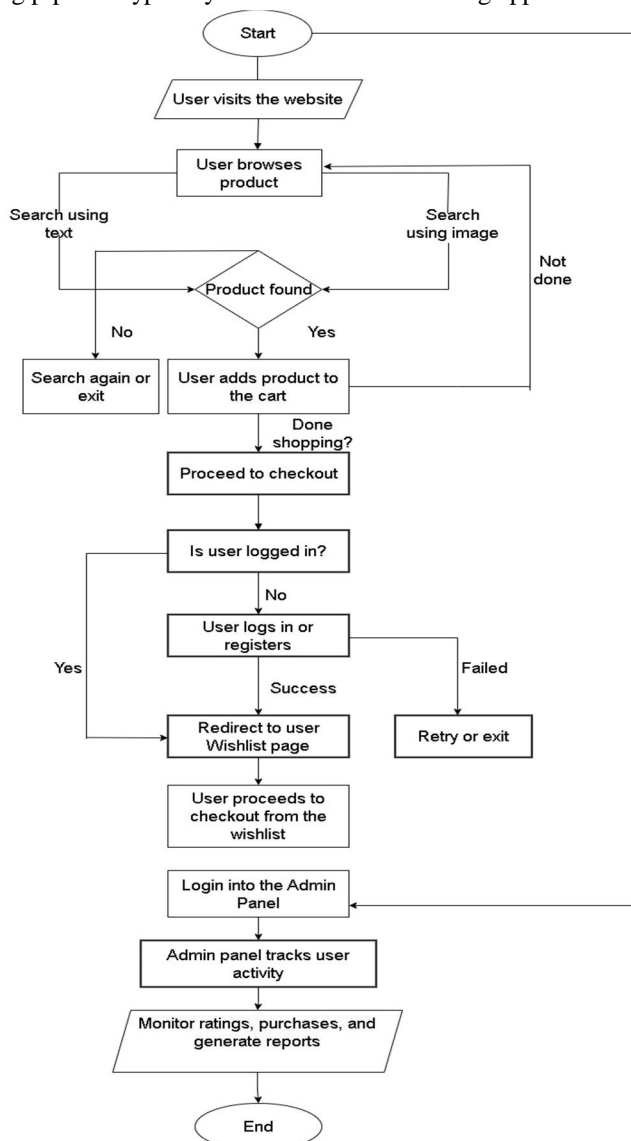 Start
User visits the website
User browses
product
Search using
text
Search
using image
Not
done
Product found
No
Yes
Search again or
exit
User adds product to
the cart
Done
shopping?
Proceed to checkout
Is user logged in?
No
User logs in or
registers
Yes
Failed
Success
Redirect to user
Wishlist page
Retry or exit
User proceeds to
checkout from the
wishlist
Login into the Admin
Panel
Admin panel tracks user
activity
Monitor ratings, purchases, and
generate reports
End